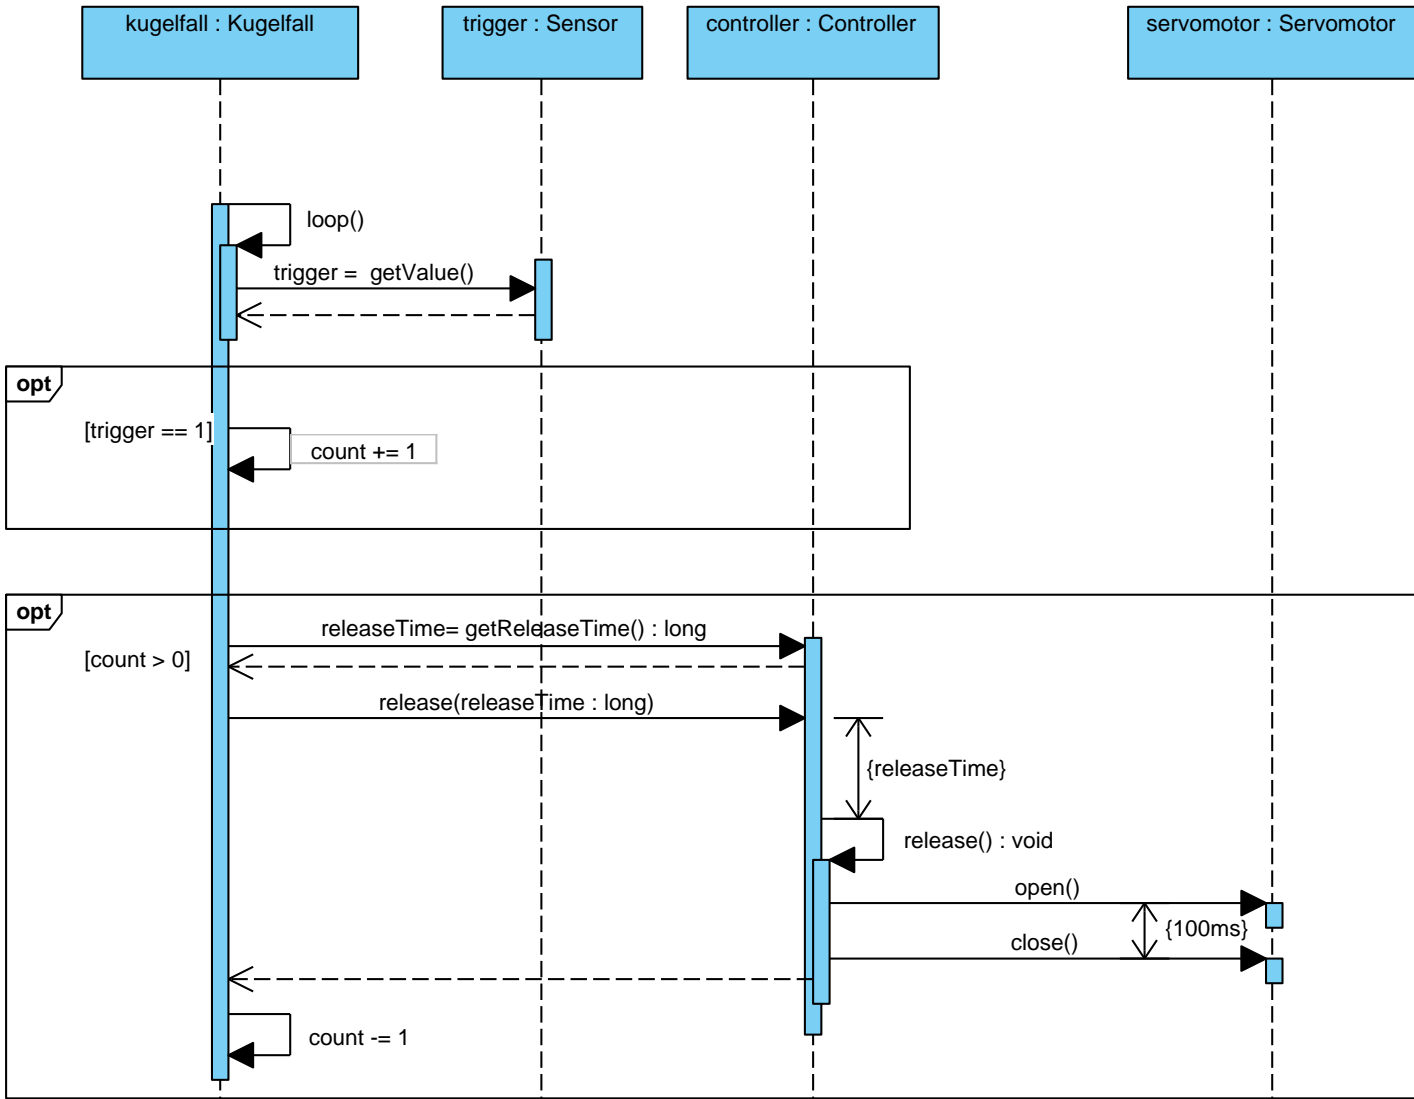 kugelfall : Kugelfall
trigger : Sensor
controller : Controller
servomotor : Servomotor
loop()
trigger =  getValue()
opt
[trigger == 1]
count += 1
opt
releaseTime= getReleaseTime() : long
[count > 0]
release(releaseTime : long)
{releaseTime}
release() : void
open()
{100ms}
close()
count -= 1